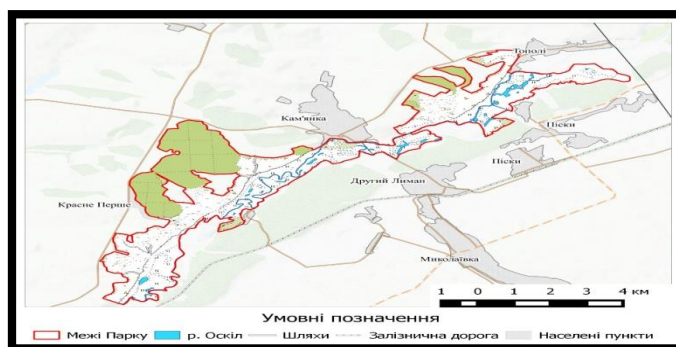 Тополі
Кам'янка
Піски
Піски
Другий Лиман
Красне Перше
Миколаївка
1 0 1 2 3 4 км
Умовні позначення
Межі Парку р. Оскіл Шляхи Залізнична дорога Населені пункти